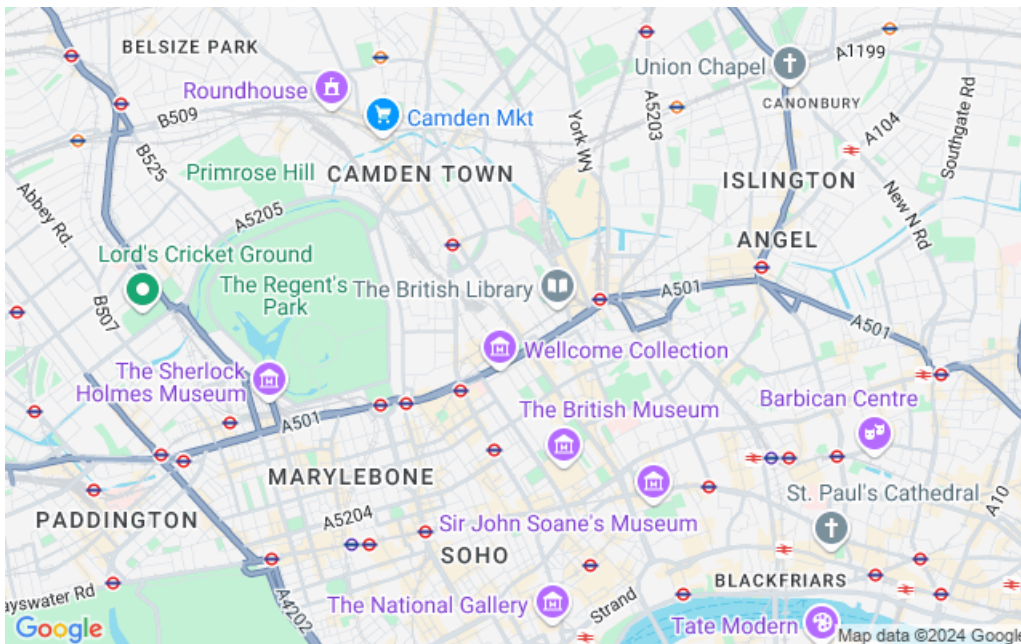 BELSIZE PARK
Union Chapel
A1199
Roundhouse
CANONBURY
B509
Camden Mkt
A5203
York Wy
A104
Southgate Rd
B525
Primrose Hill
CAMDEN TOWN
ISLINGTON
Abbey Rd.
A5205
New N Rd
ANGEL
Lord's Cricket Ground
The Regent's
Park
The British Library
A501
B507
A501
Wellcome Collection
The Sherlock
Holmes Museum
A501
The British Museum
Barbican Centre
MARYLEBONE
St. Paul's Cathedral
A10
PADDINGTON
A5204
Sir John Soane's Museum
SOHO
BLACKFRIARS
ayswater Rd
A4202
The National Gallery
Strand
Tate Modern
Google
Map data ©2024 Google